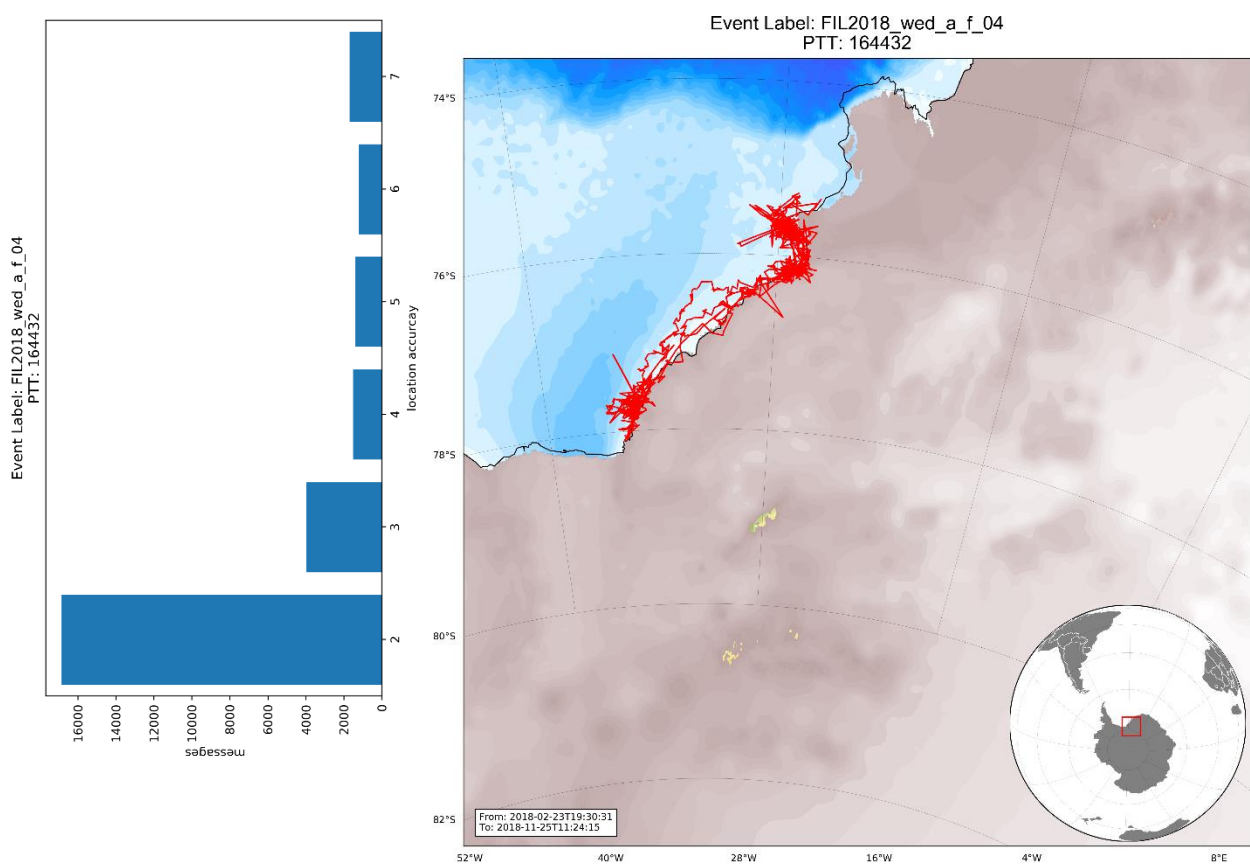 Event Label: FIL2018_wed_a_f_04
PTT: 164432
7
6
5
4
3
2
location accurcay
16000
14000
12000
10000
8000
6000
4000
2000
0
messages
Event Label: FIL2018_wed_a_f_04
PTT: 164432
74°S
76°S
78°S
80°S
82°S
From: 2018-02-23T19:30:31
To: 2018-11-25T11:24:15
52°W
40°W
28°W
16°W
4°W
8°E